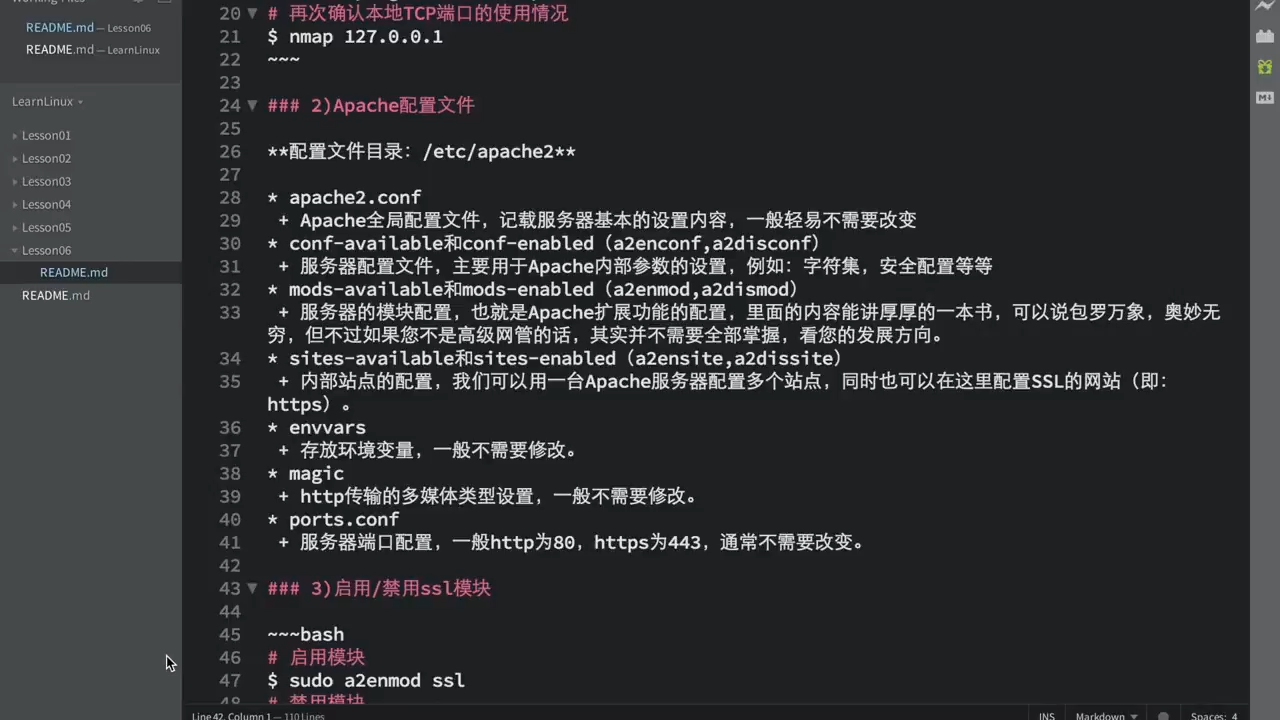 Working Files
README.md — Lesson06
README.md — LearnLinux
LearnLinux
Lesson01
Lesson02
Lesson03
Lesson04
Lesson05
Lesson06
README.md
README.md
20 # 再次确认本地TCP端口的使用情况
21 $ nmap 127.0.0.1
22 ~~~
23
24 ### 2)Apache配置文件
25
26 **配置文件目录：/etc/apache2**
27
28 * apache2.conf
29 + Apache全局配置文件，记载服务器基本的设置内容，一般轻易不需要改变
30 * conf-available和conf-enabled（a2enconf,a2disconf）
31 + 服务器配置文件，主要用于Apache内部参数的设置，例如：字符集，安全配置等等
32 * mods-available和mods-enabled（a2enmod,a2dismod）
33 + 服务器的模块配置，也就是Apache扩展功能的配置，里面的内容能讲厚厚的一本书，可以说包罗万象，奥妙无
穷，但不过如果您不是高级网管的话，其实并不需要全部掌握，看您的发展方向。
34 * sites-available和sites-enabled（a2ensite,a2dissite）
35 + 内部站点的配置，我们可以用一台Apache服务器配置多个站点，同时也可以在这里配置SSL的网站（即：
https）。
36 * envvars
37 + 存放环境变量，一般不需要修改。
38 * magic
39 + http传输的多媒体类型设置，一般不需要修改。
40 * ports.conf
41 + 服务器端口配置，一般http为80，https为443，通常不需要改变。
42
43 ### 3)启用/禁用ssl模块
44
45 ~~~bash
46 # 启用模块
47 $ sudo a2enmod ssl
48 # 禁用模块
Line 42, Column 1 — 110 Lines
INS
Markdown
Spaces: 4
M↓